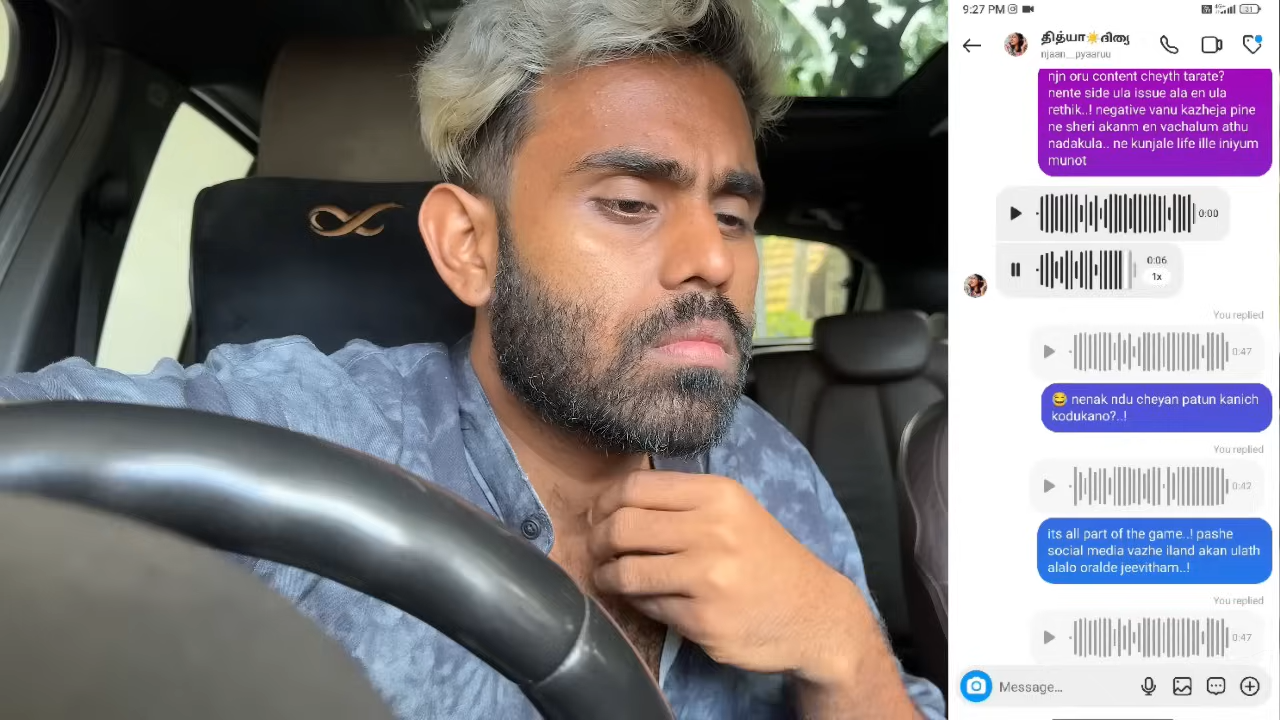 9:27 PM
31
தித்யா☀️ദിത്യ
njaan__pyaaruu
njn oru content cheyth tarate?
nente side ula issue ala en ula
rethik..! negative vanu kazheja pine
ne sheri akanm en vachalum athu
nadakula.. ne kunjale life ille iniyum
munot
0:00
0:06
1x
You replied
0:47
😂 nenak ndu cheyan patun kanich
kodukano?..!
You replied
0:42
its all part of the game..! pashe
social media vazhe iland akan ulath
alalo oralde jeevitham..!
You replied
0:47
Message...